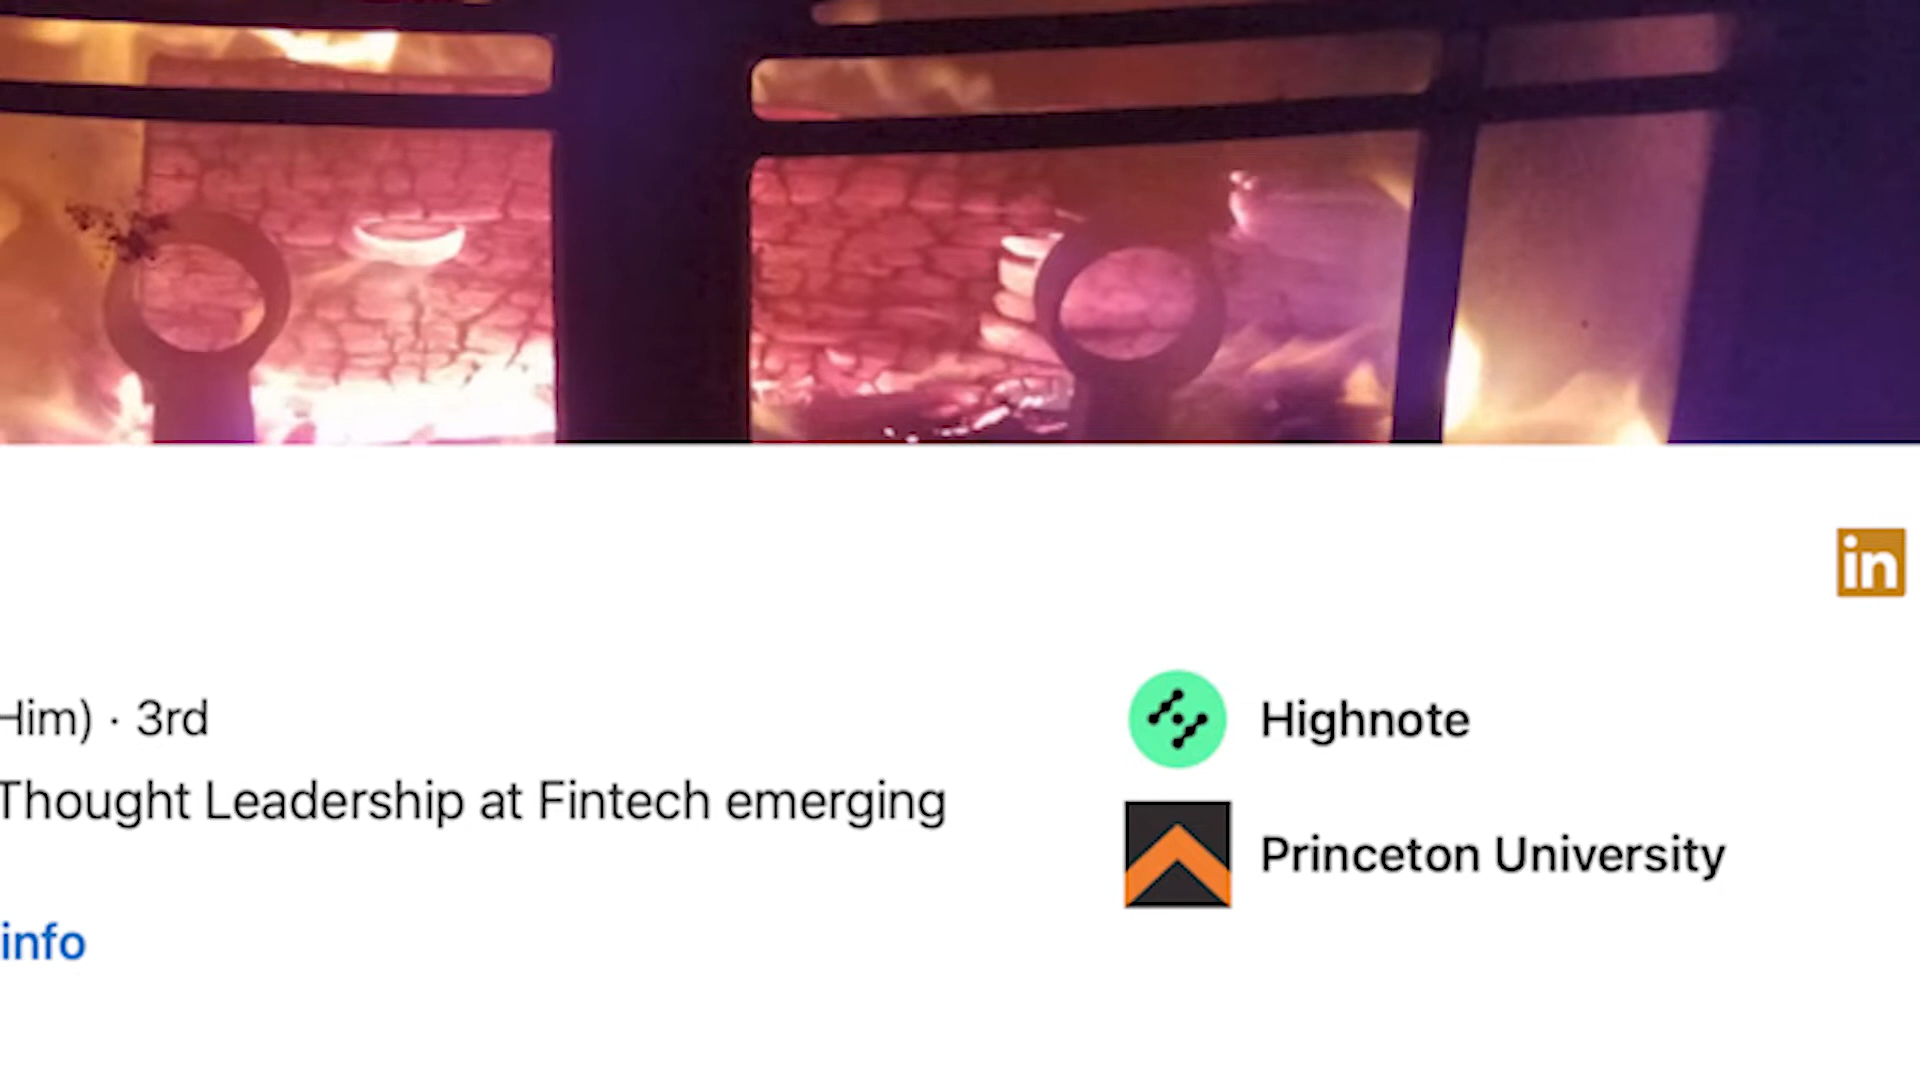 in
Him) · 3rd
Highnote
Thought Leadership at Fintech emerging
Princeton University
info